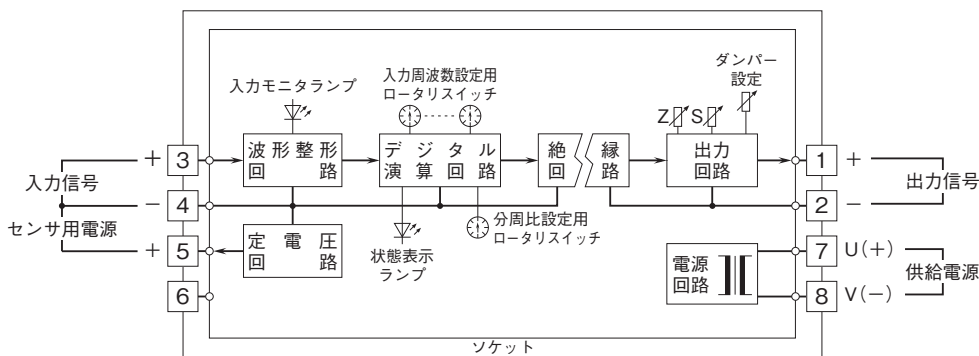 ダンパー
設定
入力モニタランプ
入力周波数設定用
ロータリスイッチ
Z
S
波形整形
回路
デジタル
演算回路
絶縁
回路
出力
回路
入力信号
+
3
−
4
センサ用電源
+
5
6
定電圧
回路
状態表示
ランプ
分周比設定用
ロータリスイッチ
1
+
出力信号
2
−
電源
回路
7
U(+)
供給電源
8
V(−)
ソケット